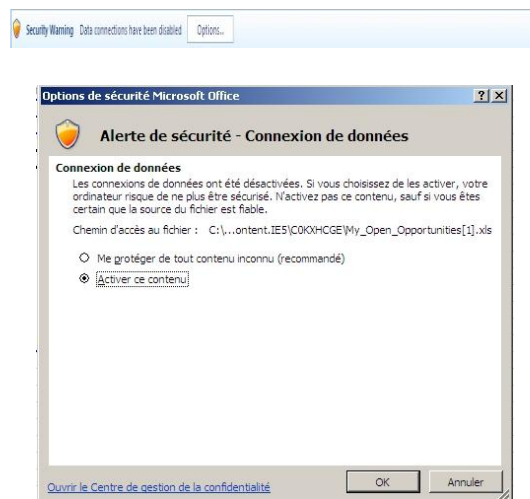 Security Warning Data connections have been disabled Options...
Options de sécurité Microsoft Office
Alerte de sécurité - Connexion de données
Connexion de données
Les connexions de données ont été désactivées. Si vous choisissez de les activer, votre
ordinateur risque de ne plus être sécurisé. N'activez pas ce contenu, sauf si vous êtes
certain que la source du fichier est fiable.
Chemin d'accès au fichier : C:\...ontent.IE5\C0KXHCGE\My_Open_Opportunities[1].xls
Me protéger de tout contenu inconnu (recommandé)
Activer ce contenu
Ouvrir le Centre de gestion de la confidentialité
OK
Annuler